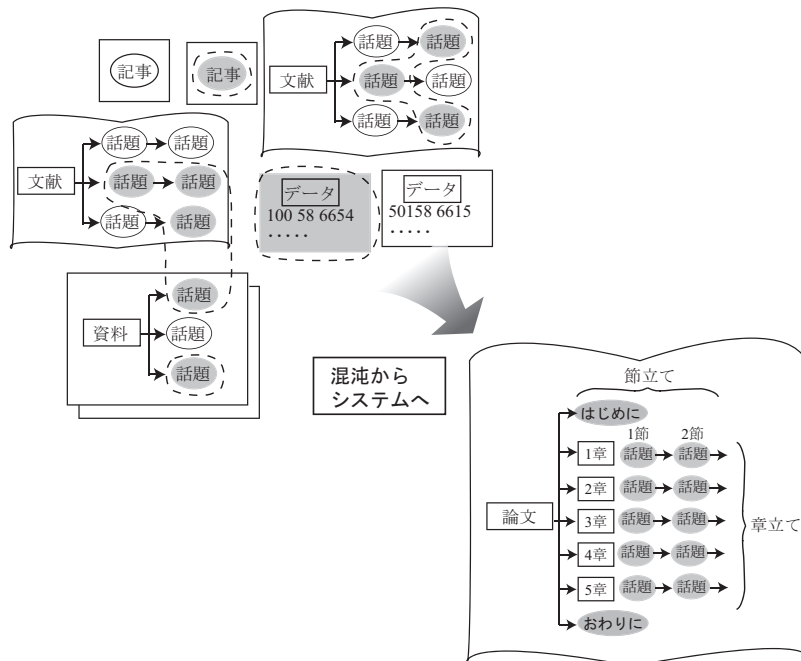 記事
記事
文献
話題
話題
話題
話題
話題
話題
文献
話題
話題
話題
話題
話題
話題
データ
100 58 6654
.....
データ
50158 6615
.....
資料
話題
話題
話題
混沌から
システムへ
節立て
はじめに
1節 2節
1章 話題 話題
2章 話題 話題
論文
3章 話題 話題
章立て
4章 話題 話題
5章 話題 話題
おわりに